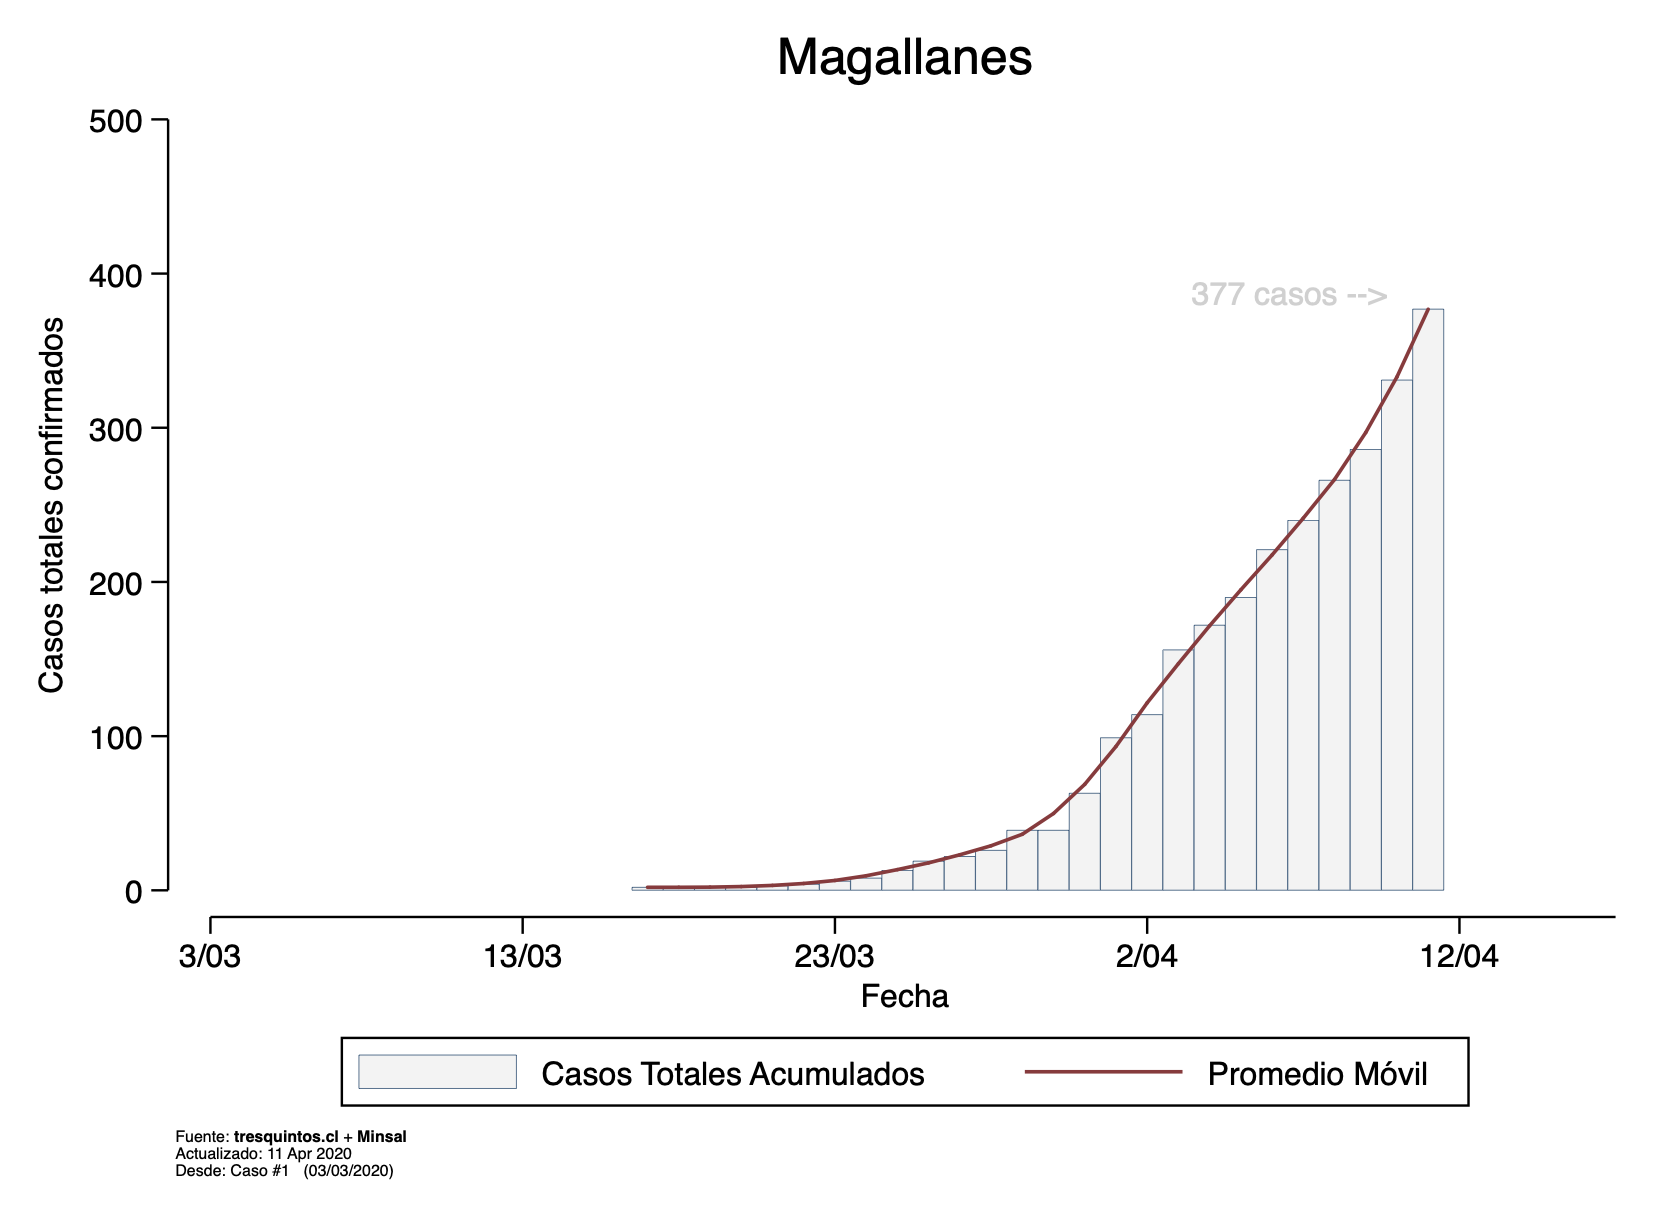 Magallanes
500
400
300
200
100
0
Casos totales confirmados
377 casos -->
3/03 13/03 23/03 2/04 12/04
Fecha
Casos Totales Acumulados Promedio Móvil
Fuente: tresquintos.cl + Minsal
Actualizado: 11 Apr 2020
Desde: Caso #1 (03/03/2020)